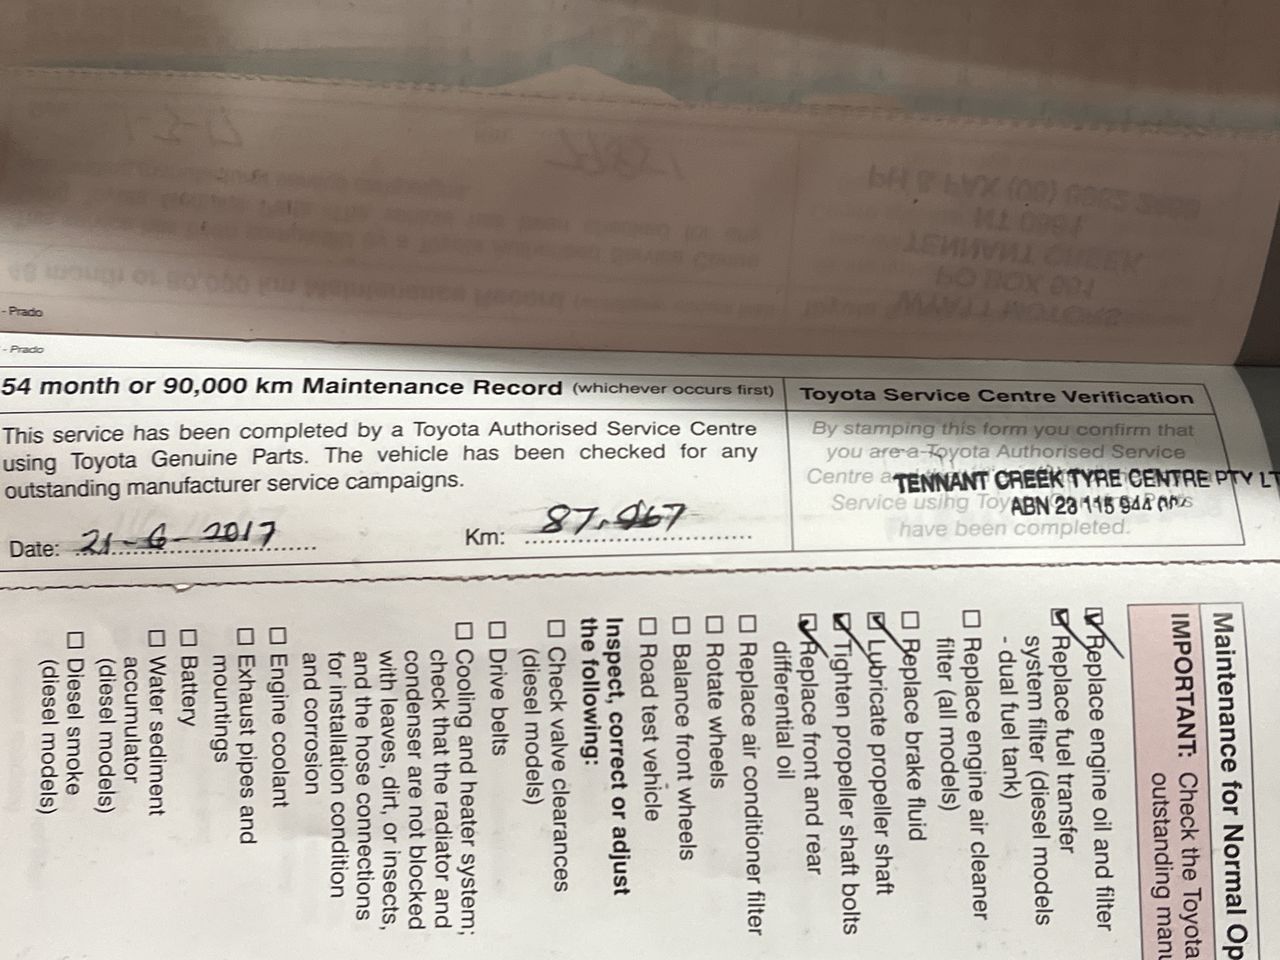 - Prado
- Prado
54 month or 90,000 km Maintenance Record (whichever occurs first)
This service has been completed by a Toyota Authorised Service Centre
using Toyota Genuine Parts. The vehicle has been checked for any
outstanding manufacturer service campaigns.
Date: 21-6-2017 Km: 87,967
Toyota Service Centre Verification
By stamping this form you confirm that
you are a Toyota Authorised Service
Centre a
TENNANT CREEK TYRE CENTRE PTY LT
Service using Toy
ABN 23 115 944
have been completed.
Maintenance for Normal Op
IMPORTANT: Check the Toyota
outstanding manu
☑ Replace engine oil and filter
☑ Replace fuel transfer
system filter (diesel models
- dual fuel tank)
☐ Replace engine air cleaner
filter (all models)
☐ Replace brake fluid
☑ Lubricate propeller shaft
☑ Tighten propeller shaft bolts
☑ Replace front and rear
differential oil
☐ Replace air conditioner filter
☐ Rotate wheels
☐ Balance front wheels
☐ Road test vehicle
Inspect, correct or adjust
the following:
☐ Check valve clearances
(diesel models)
☐ Drive belts
☐ Cooling and heater system;
check that the radiator and
condenser are not blocked
with leaves, dirt, or insects,
and the hose connections
for installation condition
and corrosion
☐ Engine coolant
☐ Exhaust pipes and
mountings
☐ Battery
☐ Water sediment
accumulator
(diesel models)
☐ Diesel smoke
(diesel models)